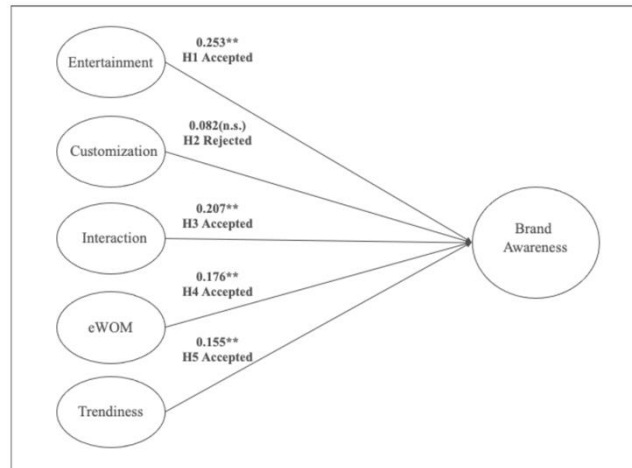 0.253**
H1 Accepted
Entertainment
0.082(n.s.)
H2 Rejected
Customization
0.207**
H3 Accepted
Interaction
Brand
Awareness
0.176**
H4 Accepted
eWOM
0.155**
H5 Accepted
Trendiness